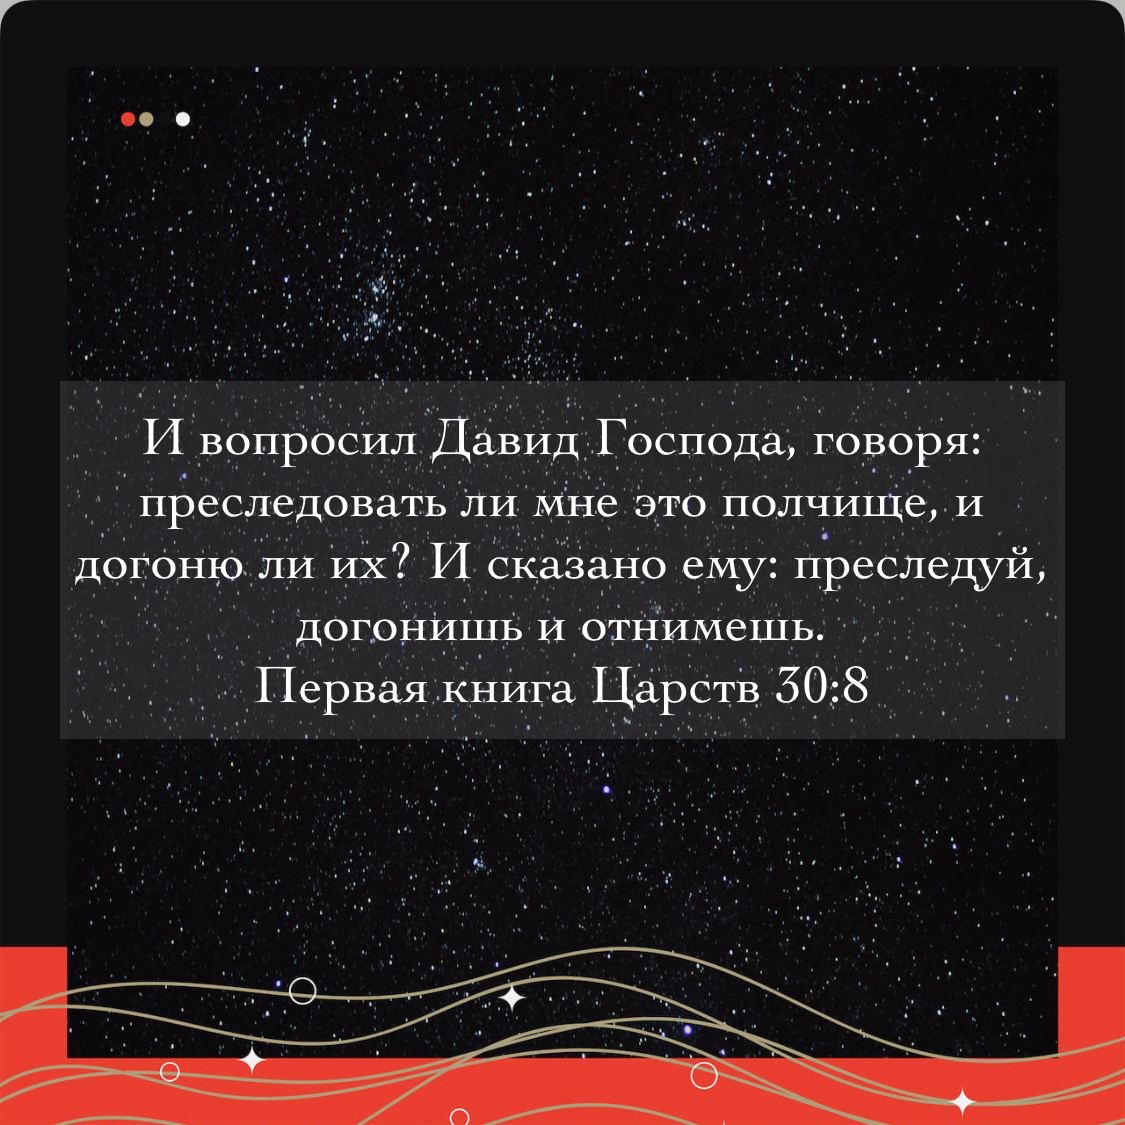 И вопросил Давид Господа, говоря:
преследовать ли мне это полчище, и
догоню ли их? И сказано ему: преследуй,
догонишь и отнимешь.
Первая книга Царств 30:8